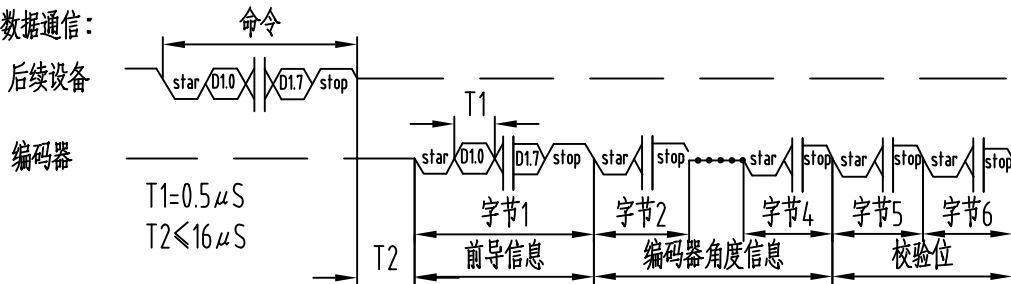 数据通信：
命令
后续设备
star D1.0 D1.7 stop
T1
编码器
star D1.0 D1.7 stop star stop star stop star stop star stop
T1=0.5μS
T2≤16μS
字节1 字节2 字节4 字节5 字节6
T2 前导信息 编码器角度信息 校验位